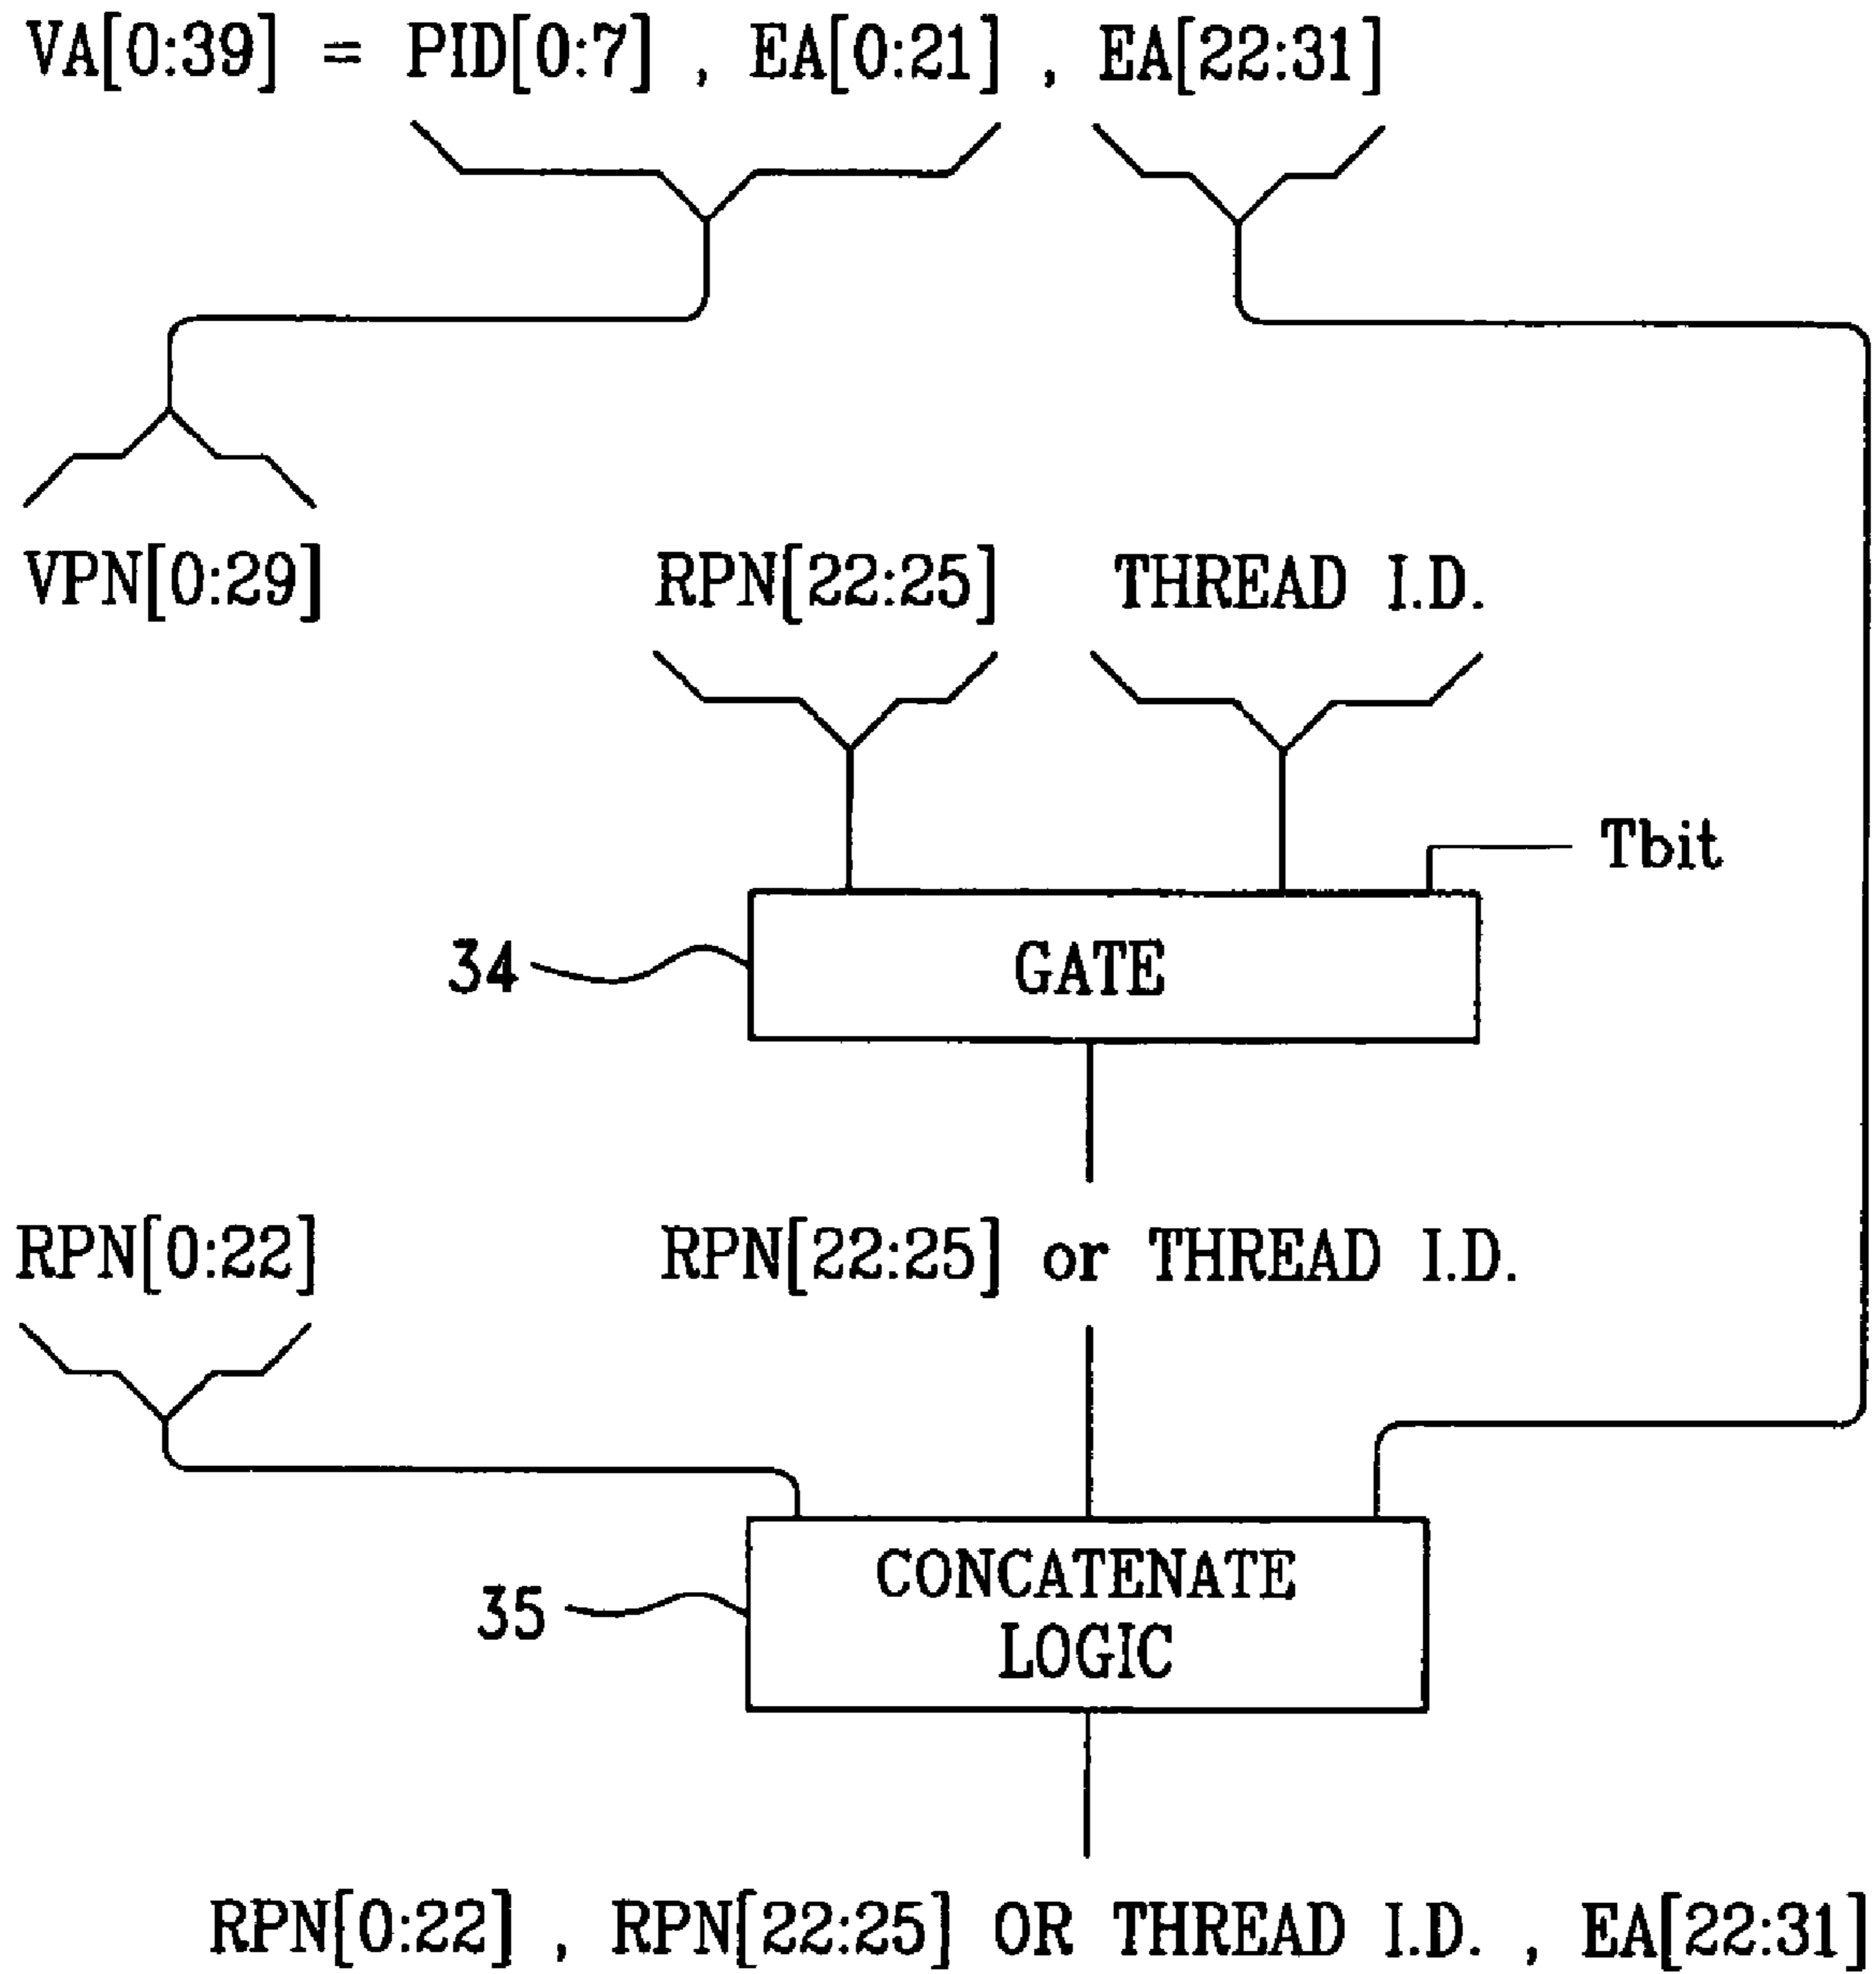 VA[0:39] = PID[0:7] , EA[0:21] , EA[22:31]
VPN[0:29]
RPN[22:25]
THREAD I.D.
Tbit
34
GATE
RPN[0:22]
RPN[22:25] or THREAD I.D.
35
CONCATENATE
LOGIC
RPN[0:22] , RPN[22:25] OR THREAD I.D. , EA[22:31]